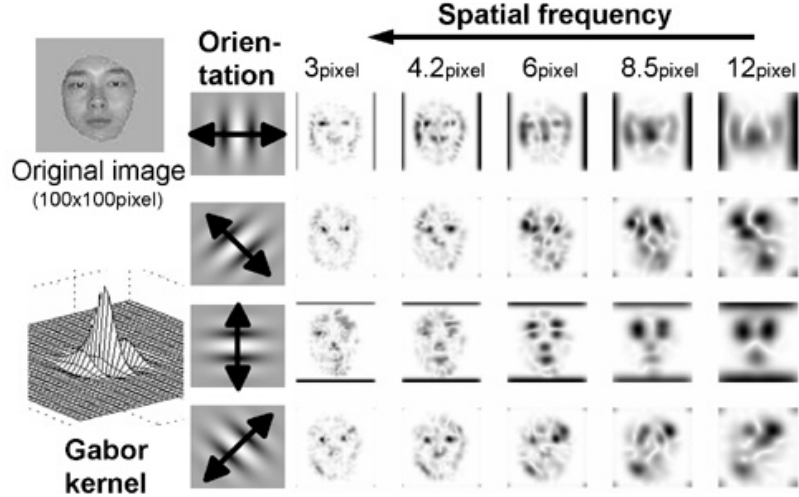 Spatial frequency
Orien-
tation
3pixel
4.2pixel
6pixel
8.5pixel
12pixel
Original image
(100x100pixel)
Gabor
kernel